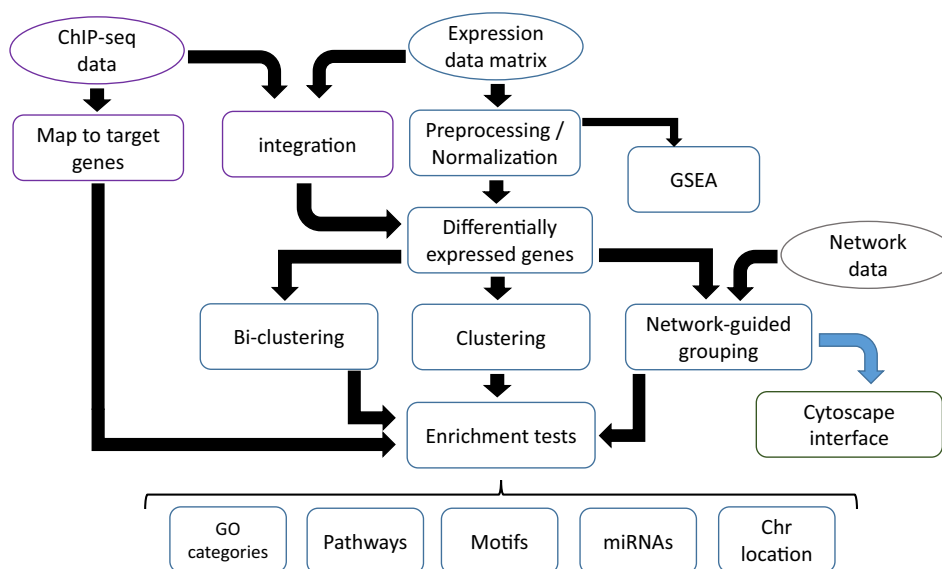 ChIP-seq
data
Expression
data matrix
Map to target
genes
integration
Preprocessing /
Normalization
GSEA
Differentially
expressed genes
Network
data
Bi-clustering
Clustering
Network-guided
grouping
Cytoscape
interface
Enrichment tests
GO
categories
Pathways
Motifs
miRNAs
Chr
location